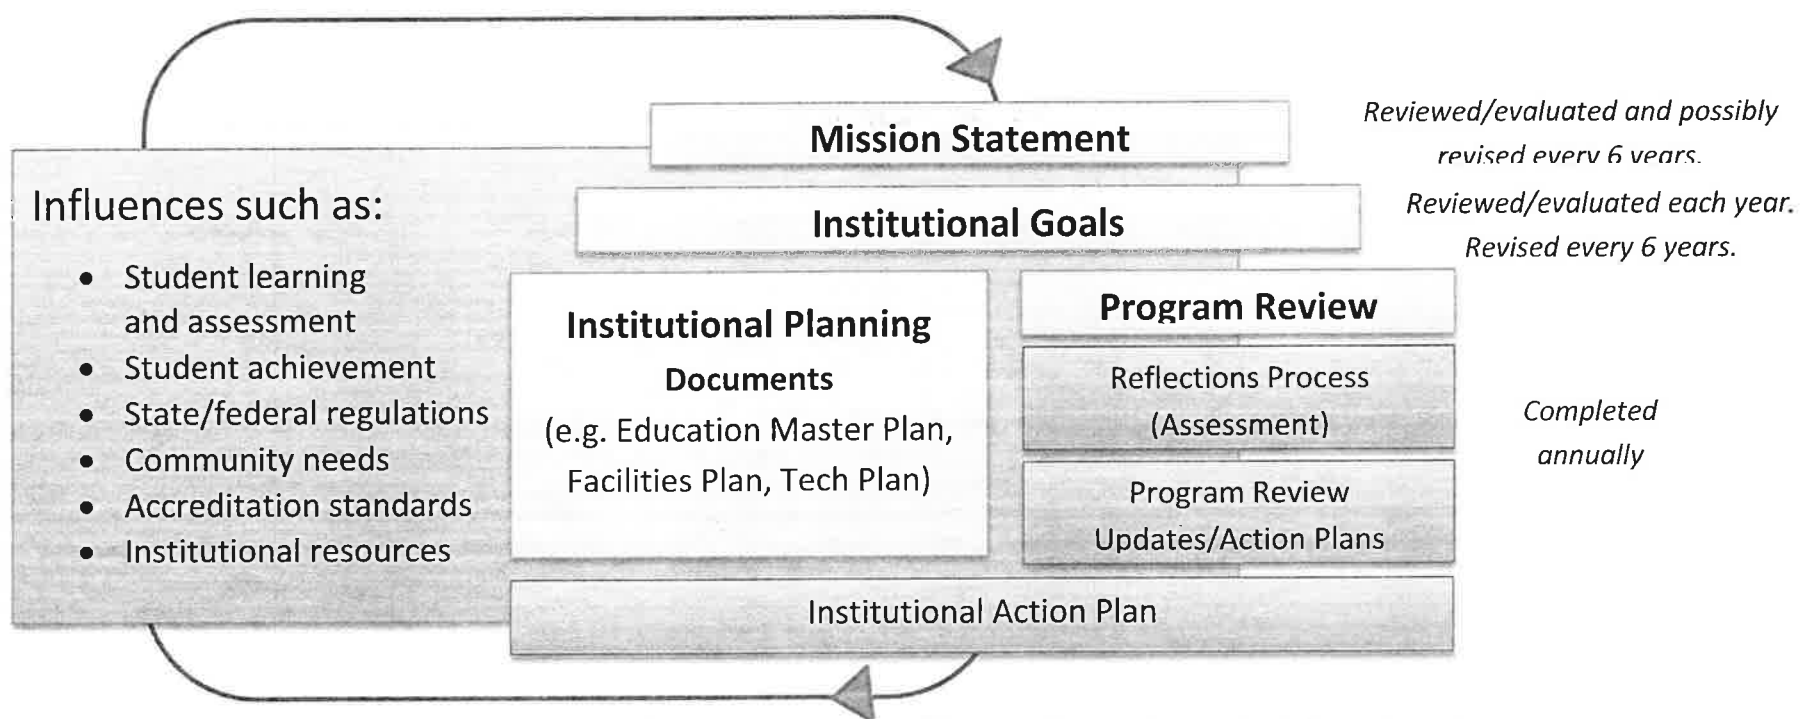 Mission Statement
Reviewed/evaluated and possibly
revised every 6 years.
Influences such as:
• Student learning
and assessment
• Student achievement
• State/federal regulations
• Community needs
• Accreditation standards
• Institutional resources
Institutional Goals
Reviewed/evaluated each year.
Revised every 6 years.
Institutional Planning
Documents
(e.g. Education Master Plan,
Facilities Plan, Tech Plan)
Program Review
Reflections Process
(Assessment)
Program Review
Updates/Action Plans
Completed
annually
Institutional Action Plan